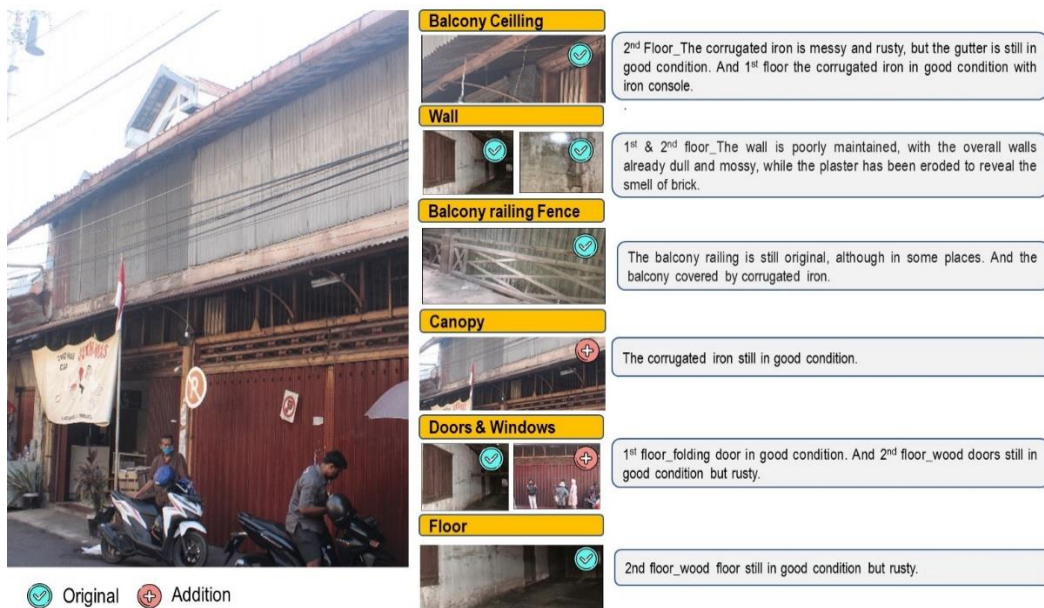 Balcony Ceilling
2nd Floor_The corrugated iron is messy and rusty, but the gutter is still in
good condition. And 1st floor the corrugated iron in good condition with
iron console.
.
Wall
1st & 2nd floor_The wall is poorly maintained, with the overall walls
already dull and mossy, while the plaster has been eroded to reveal the
smell of brick.
Balcony railing Fence
The balcony railing is still original, although in some places. And the
balcony covered by corrugated iron.
Canopy
The corrugated iron still in good condition.
Doors & Windows
1st floor_folding door in good condition. And 2nd floor_wood doors still in
good condition but rusty.
Floor
2nd floor_wood floor still in good condition but rusty.
Original
Addition